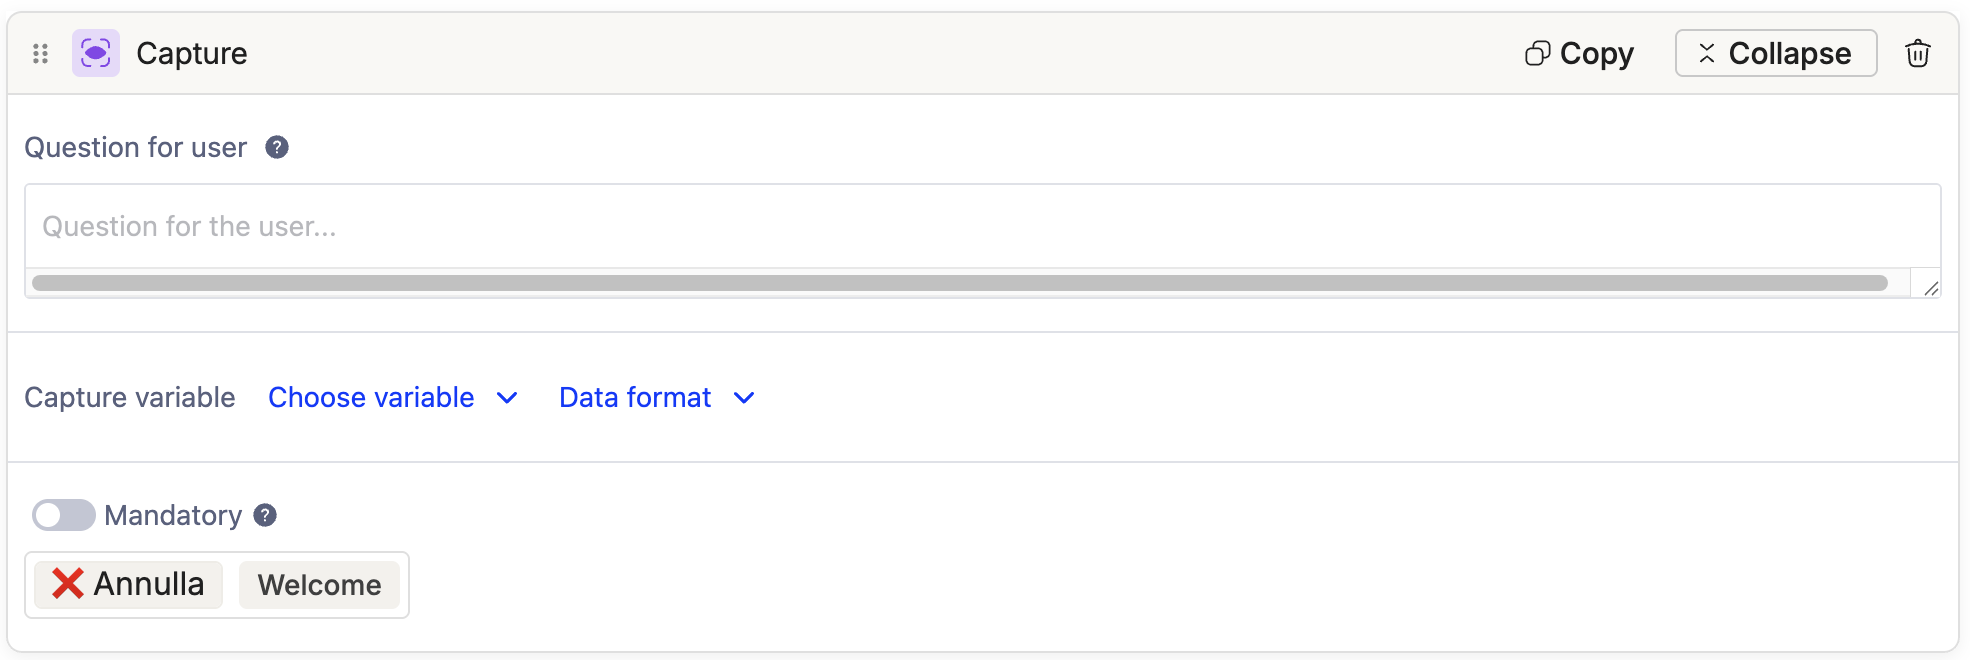 Capture
Copy
Collapse
Question for user ?
Question for the user...
Capture variable Choose variable Data format
Mandatory ?
❌ Annulla Welcome